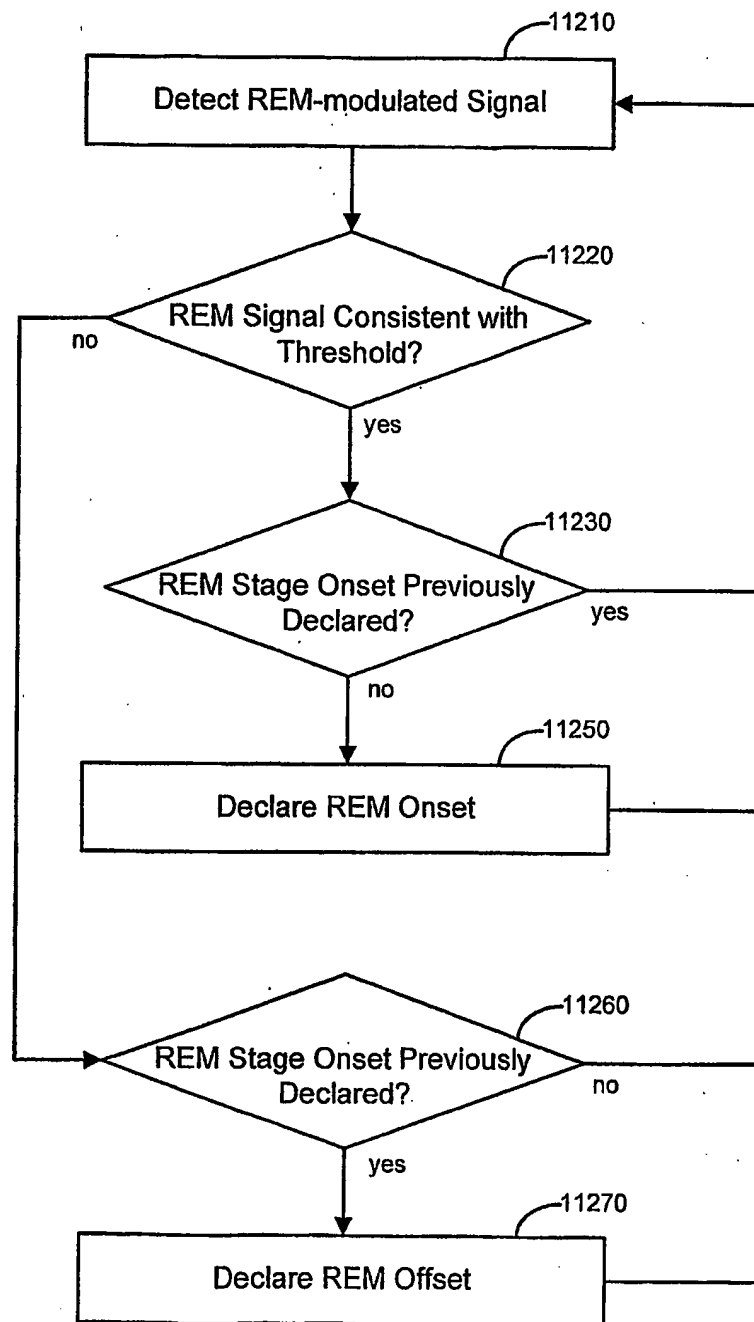 11210
Detect REM-modulated Signal
11220
REM Signal Consistent with
Threshold?
no
yes
11230
REM Stage Onset Previously
Declared?
yes
no
11250
Declare REM Onset
11260
REM Stage Onset Previously
Declared?
no
yes
11270
Declare REM Offset